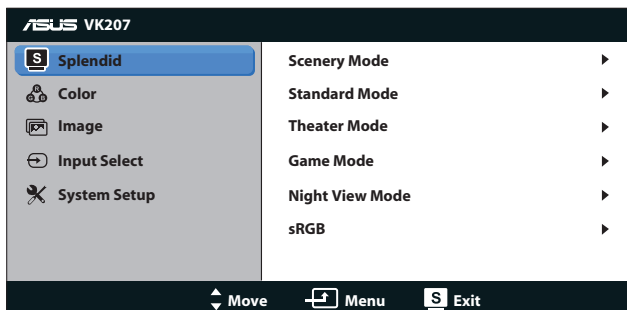 ASUS VK207
S Splendid
Color
Image
Input Select
System Setup
Scenery Mode
Standard Mode
Theater Mode
Game Mode
Night View Mode
sRGB
Move Menu S Exit